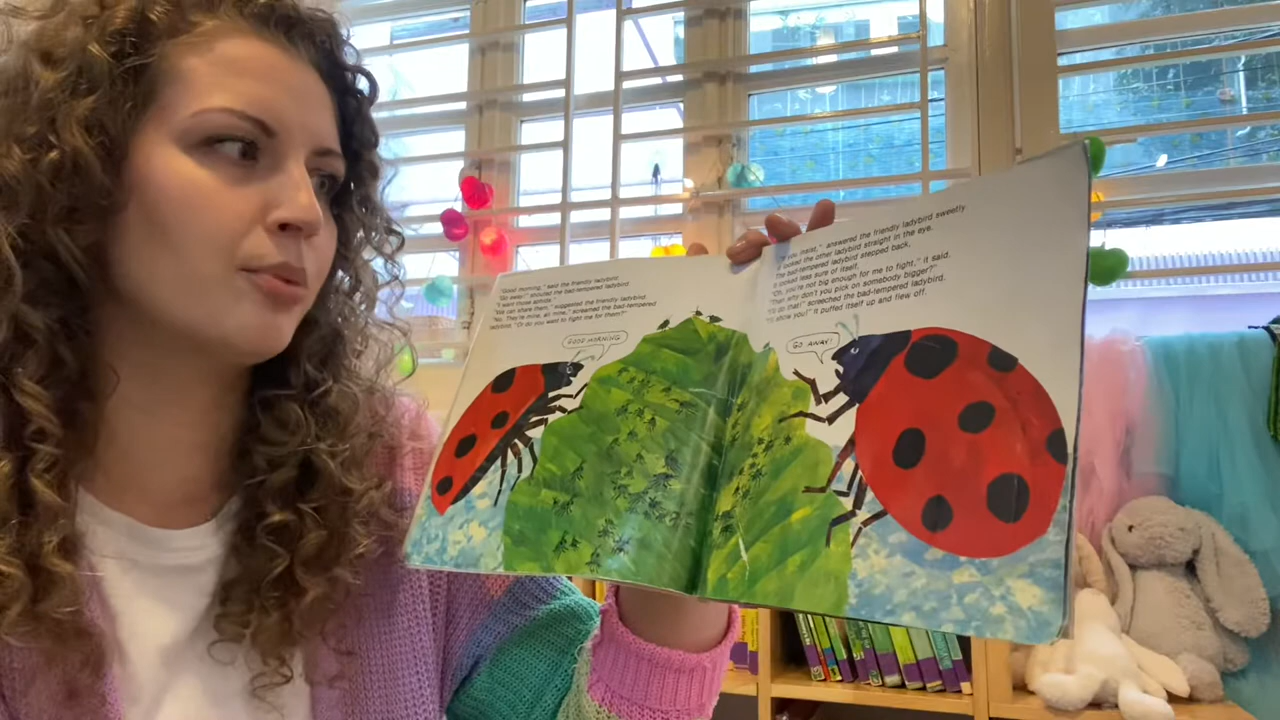 "Good morning," said the friendly ladybird.
"Go away!" shouted the bad-tempered ladybird.
"I want those aphids."
"We can share them," suggested the friendly ladybird.
"No. They're mine, all mine," screamed the bad-tempered
ladybird. "Or do you want to fight me for them?"
GOOD MORNING
"If you insist," answered the friendly ladybird sweetly
It looked the other ladybird straight in the eye.
The bad-tempered ladybird stepped back.
It looked less sure of itself.
"Oh, you're not big enough for me to fight," it said.
"Then why don't you pick on somebody bigger?"
"I'll do that!" screeched the bad-tempered ladybird.
"I'll show you!" It puffed itself up and flew off.
GO AWAY!